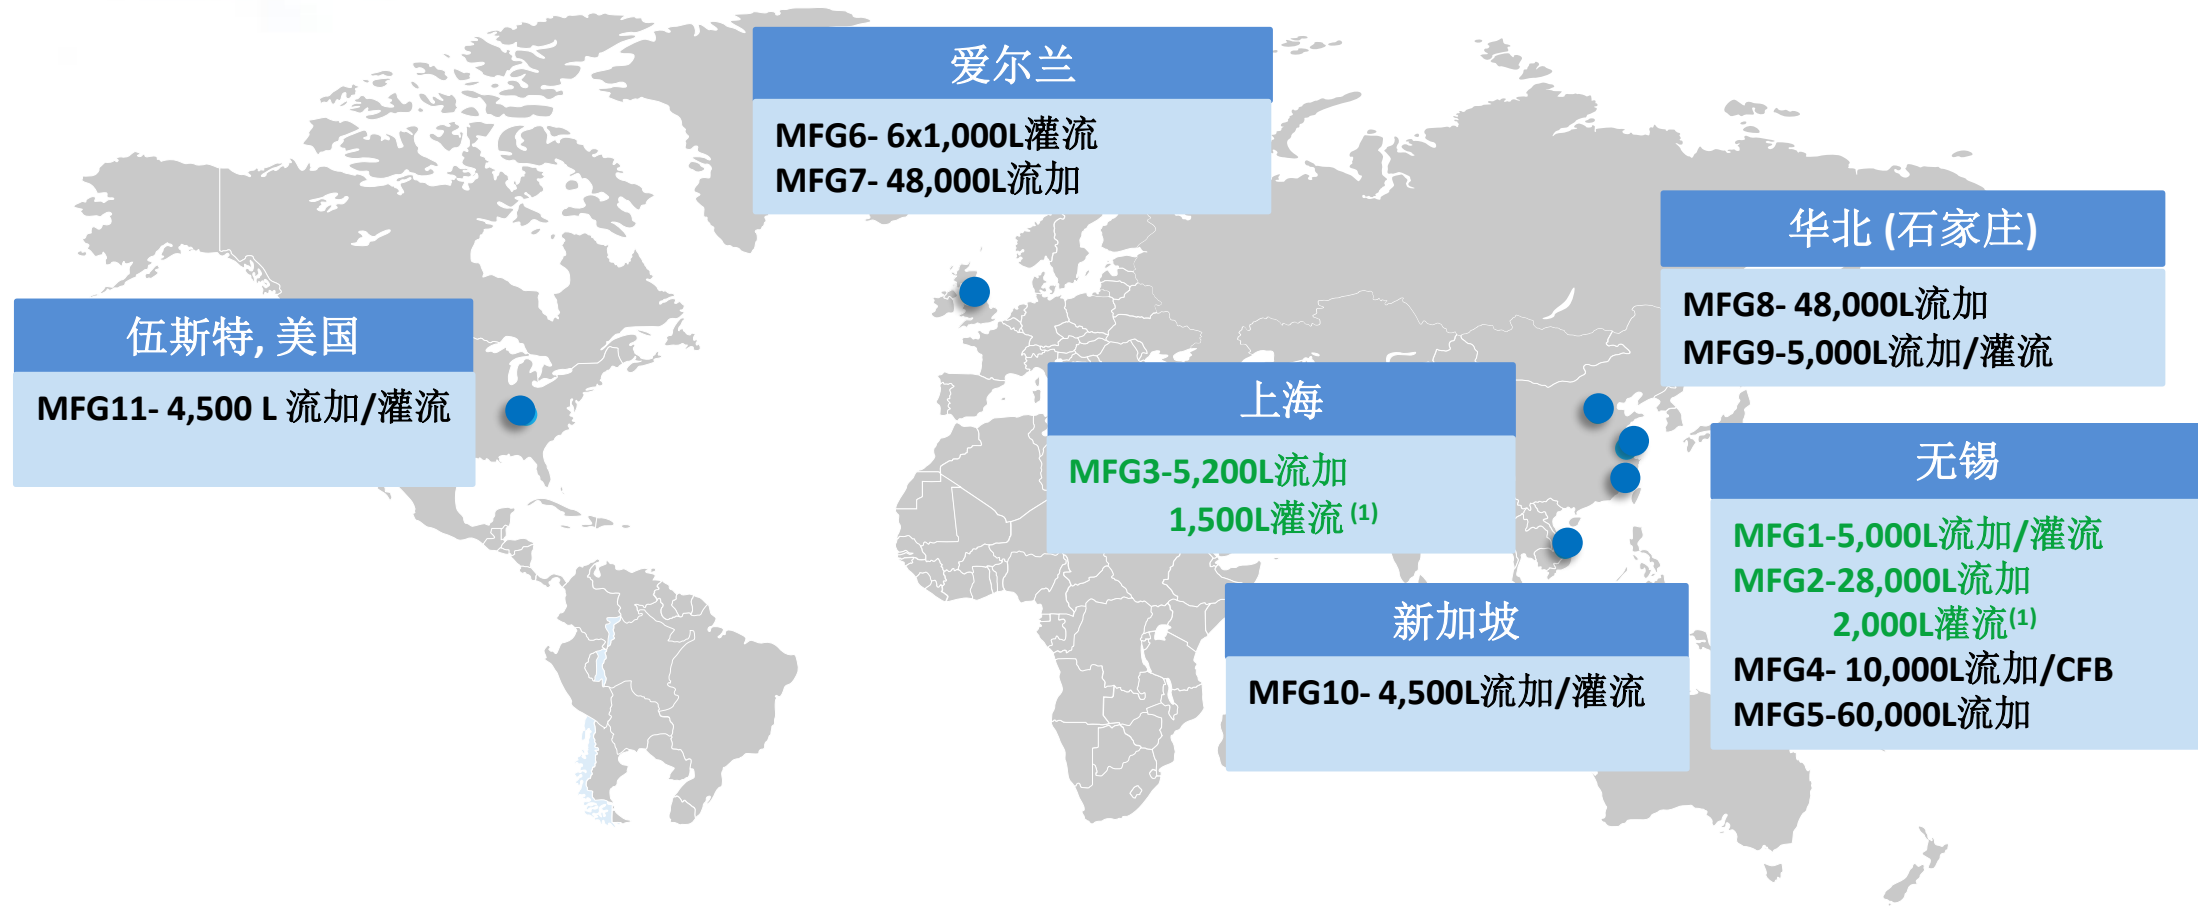 爱尔兰
MFG6- 6x1,000L灌流
MFG7- 48,000L流加
华北 (石家庄)
MFG8- 48,000L流加
MFG9-5,000L流加/灌流
伍斯特, 美国
MFG11- 4,500 L 流加/灌流
上海
MFG3-5,200L流加
1,500L灌流 (1)
无锡
MFG1-5,000L流加/灌流
MFG2-28,000L流加
2,000L灌流(1)
MFG4- 10,000L流加/CFB
MFG5-60,000L流加
新加坡
MFG10- 4,500L流加/灌流